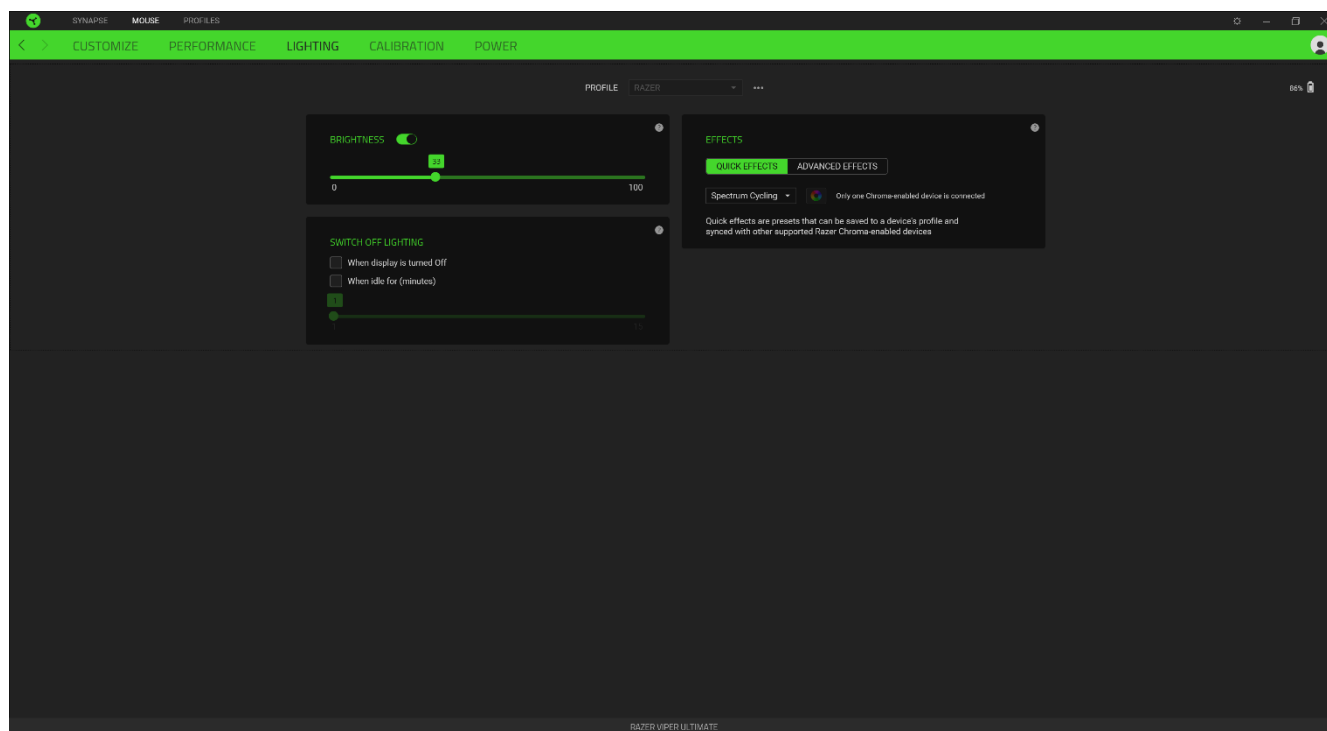 SYNAPSE MOUSE PROFILES
CUSTOMIZE PERFORMANCE LIGHTING CALIBRATION POWER
PROFILE RAZER
86%
BRIGHTNESS
33
0 100
SWITCH OFF LIGHTING
When display is turned Off
When idle for (minutes)
1
1 15
EFFECTS
QUICK EFFECTS ADVANCED EFFECTS
Spectrum Cycling Only one Chroma-enabled device is connected
Quick effects are presets that can be saved to a device's profile and
synced with other supported Razer Chroma-enabled devices
RAZER VIPER ULTIMATE